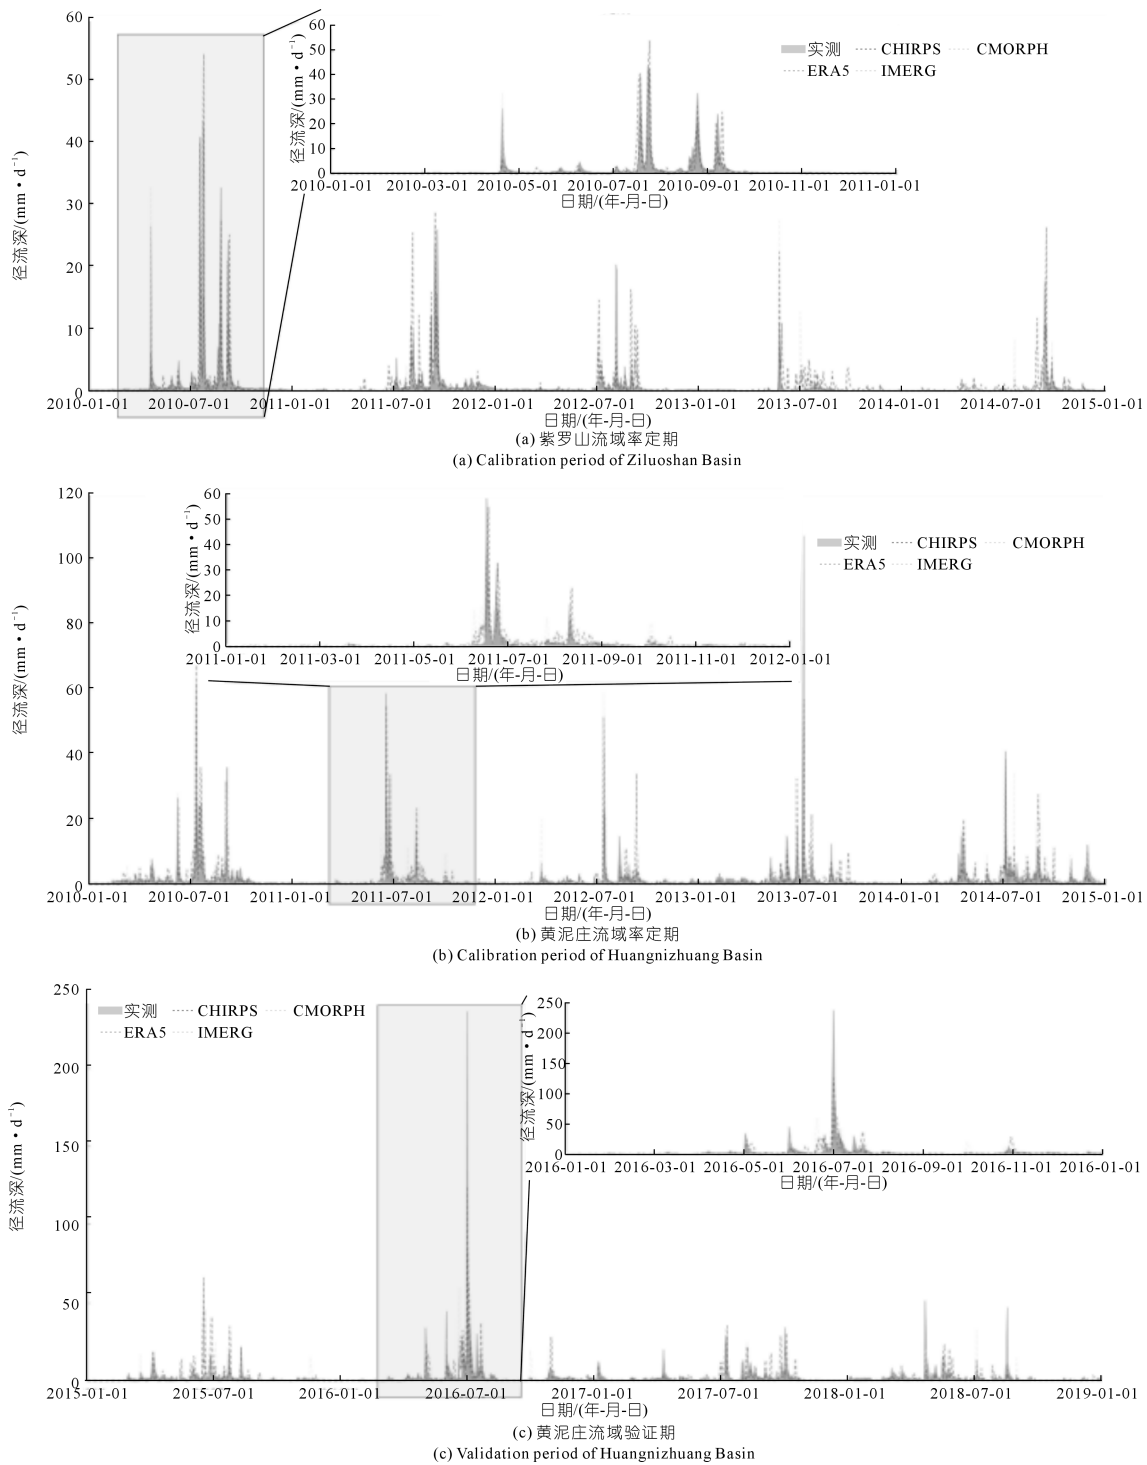 60
50
40
30
20
10
0
径流深/(mm·d⁻¹)
60
50
40
30
20
10
0
径流深/(mm·d⁻¹)
2010-01-01 2010-03-01 2010-05-01 2010-07-01 2010-09-01 2010-11-01 2011-01-01
日期/(年-月-日)
实测 CHIRPS CMORPH
ERA5 IMERG
2010-01-01 2010-07-01 2011-01-01 2011-07-01 2012-01-01 2012-07-01 2013-01-01 2013-07-01 2014-01-01 2014-07-01 2015-01-01
日期/(年-月-日)
(a) 紫罗山流域率定期
(a) Calibration period of Ziluoshan Basin
120
100
80
60
40
20
0
径流深/(mm·d⁻¹)
60
50
40
30
20
10
0
径流深/(mm·d⁻¹)
2011-01-01 2011-03-01 2011-05-01 2011-07-01 2011-09-01 2011-11-01 2012-01-01
日期/(年-月-日)
实测 CHIRPS CMORPH
ERA5 IMERG
2010-01-01 2010-07-01 2011-01-01 2011-07-01 2012-01-01 2012-07-01 2013-01-01 2013-07-01 2014-01-01 2014-07-01 2015-01-01
日期/(年-月-日)
(b) 黄泥庄流域率定期
(b) Calibration period of Huangnizhuang Basin
250
200
150
100
50
0
径流深/(mm·d⁻¹)
实测 CHIRPS CMORPH
ERA5 IMERG
250
200
150
100
50
0
径流深/(mm·d⁻¹)
2016-01-01 2016-03-01 2016-05-01 2016-07-01 2016-09-01 2016-11-01 2016-01-01
日期/(年-月-日)
2015-01-01 2015-07-01 2016-01-01 2016-07-01 2017-01-01 2017-07-01 2018-01-01 2018-07-01 2019-01-01
日期/(年-月-日)
(c) 黄泥庄流域验证期
(c) Validation period of Huangnizhuang Basin